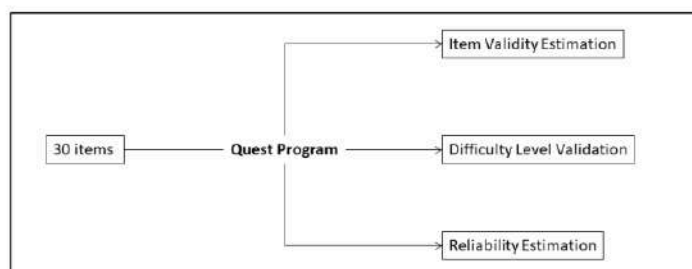 Item Validity Estimation
30 items
Quest Program
Difficulty Level Validation
Reliability Estimation